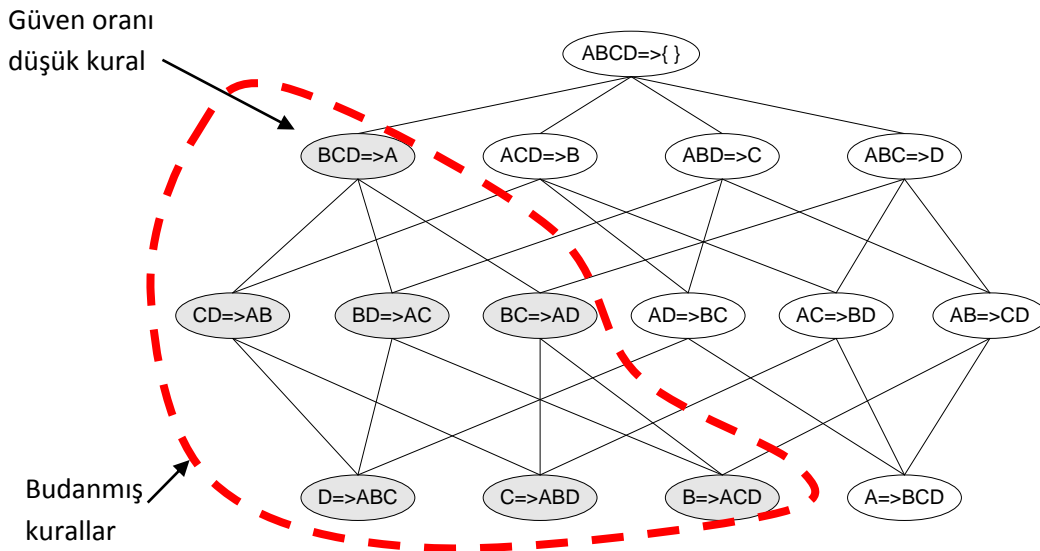 Güven oranı
düşük kural
ABCD=>{ }
BCD=>A
ACD=>B
ABD=>C
ABC=>D
CD=>AB
BD=>AC
BC=>AD
AD=>BC
AC=>BD
AB=>CD
Budanmış
kurallar
D=>ABC
C=>ABD
B=>ACD
A=>BCD